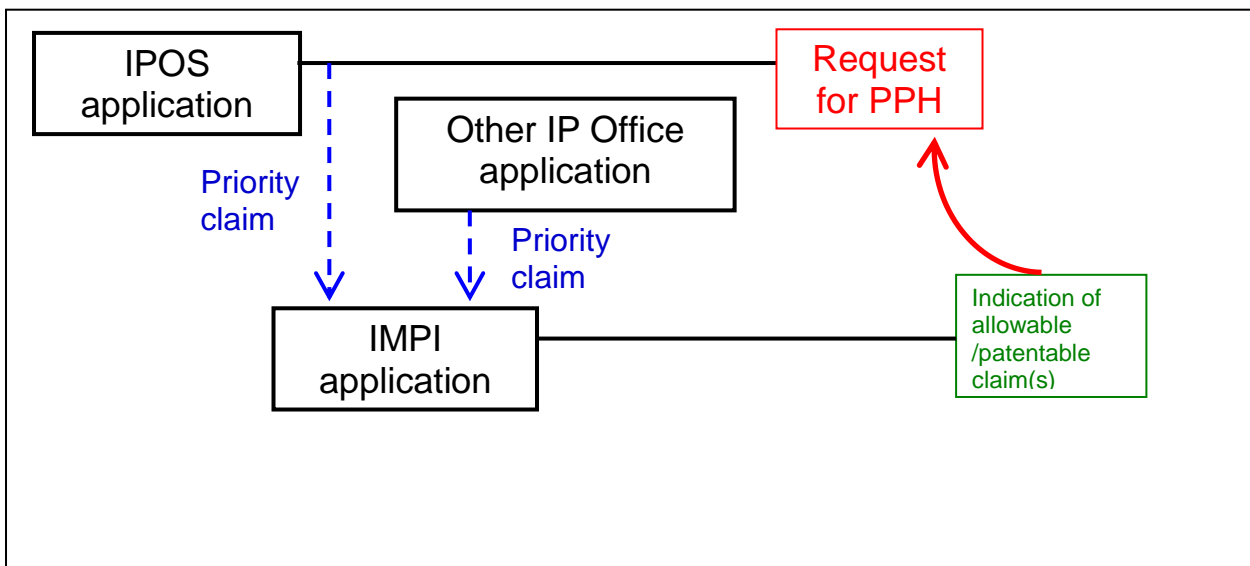 IPOS
application
Request
for PPH
Other IP Office
application
Priority
claim
Priority
claim
IMPI
application
Indication of
allowable
/patentable
claim(s)